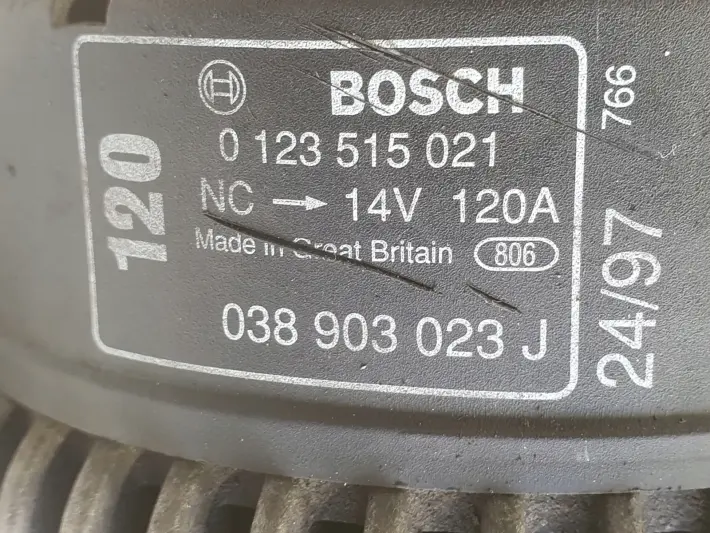 BOSCH
0 123 515 021
NC → 14V 120A
Made in Great Britain 806
038 903 023 J
120
24/97 766